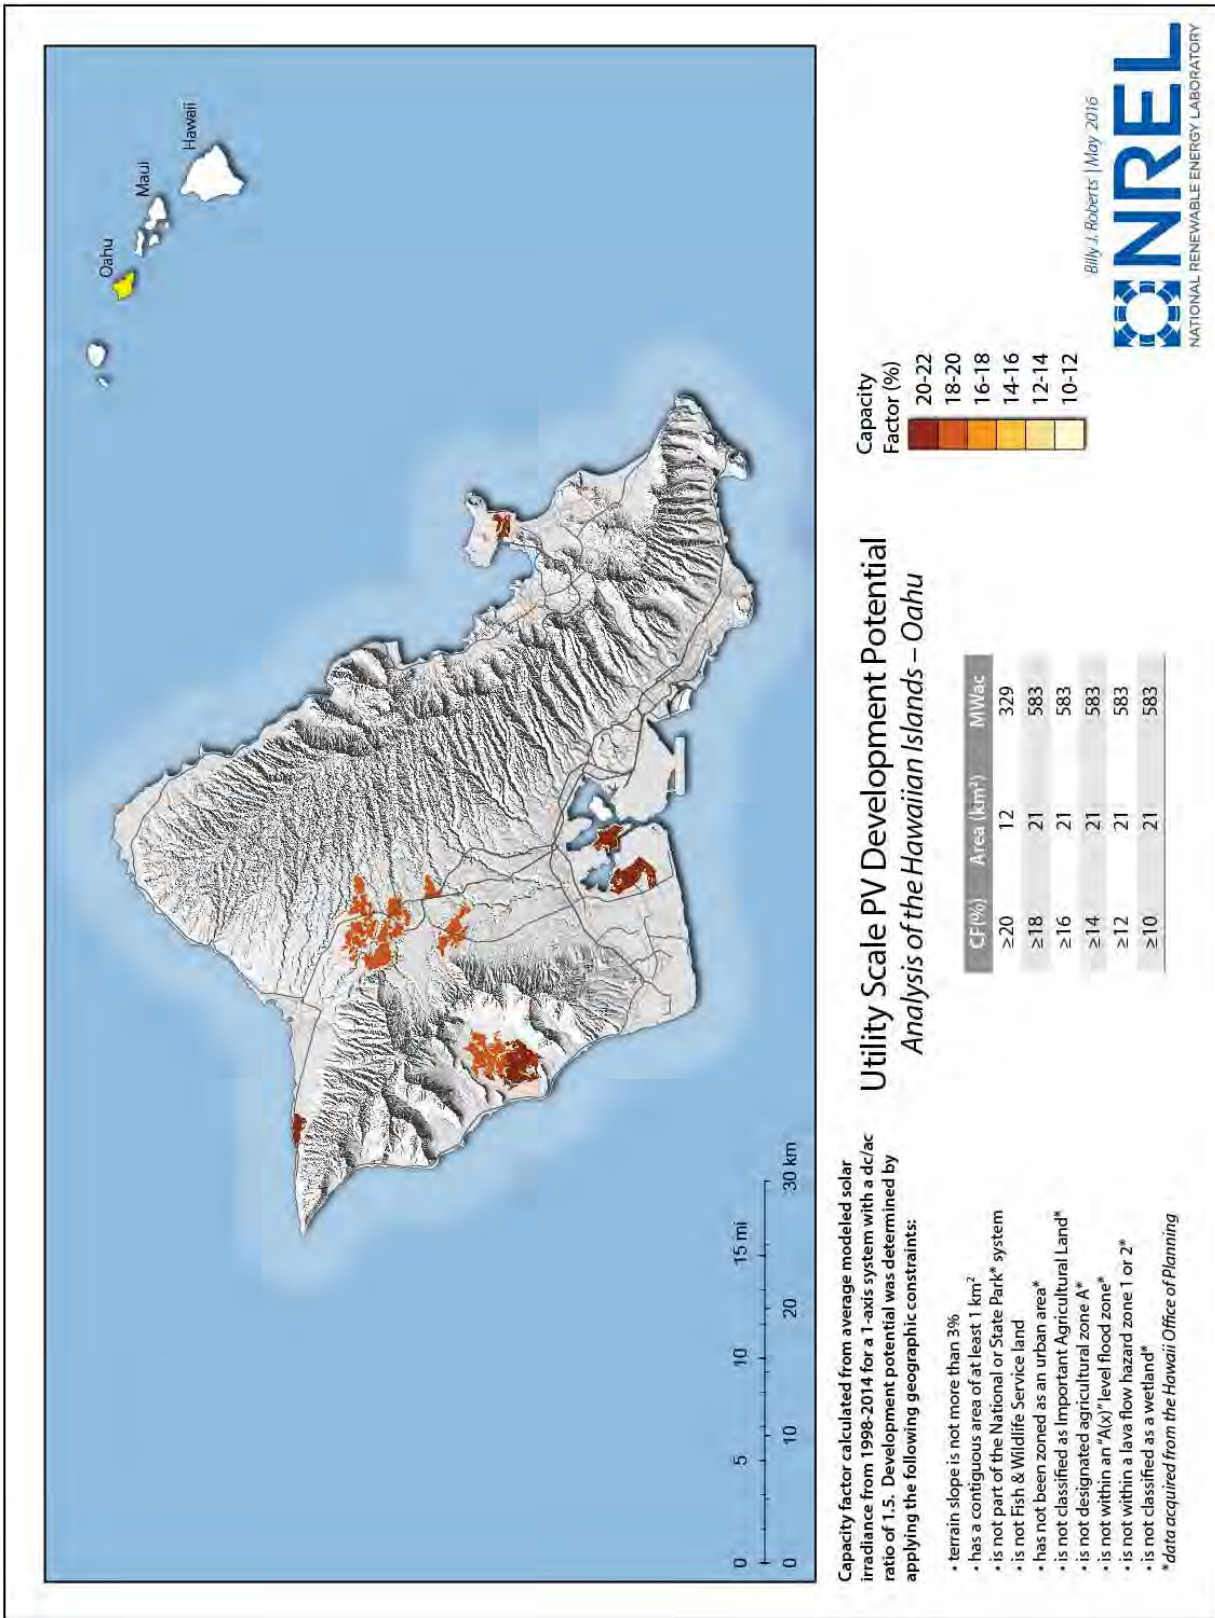 Oahu
Maui
Hawaii
0 5 10 15 mi
0 10 20 30 km
Capacity factor calculated from average modeled solar
irradiance from 1998-2014 for a 1-axis system with a dc/ac
ratio of 1.5. Development potential was determined by
applying the following geographic constraints:
• terrain slope is not more than 3%
• has a contiguous area of at least 1 km²
• is not part of the National or State Park* system
• is not Fish & Wildlife Service land
• has not been zoned as an urban area*
• is not classified as Important Agricultural Land*
• is not designated agricultural zone A*
• is not within an "A(x)" level flood zone*
• is not within a lava flow hazard zone 1 or 2*
• is not classified as a wetland*
* data acquired from the Hawaii Office of Planning
Utility Scale PV Development Potential
Analysis of the Hawaiian Islands – Oahu
CF(%) Area (km²) MWac
≥20 12 329
≥18 21 583
≥16 21 583
≥14 21 583
≥12 21 583
≥10 21 583
Capacity
Factor (%)
20-22
18-20
16-18
14-16
12-14
10-12
Billy J. Roberts | May 2016
NREL
NATIONAL RENEWABLE ENERGY LABORATORY